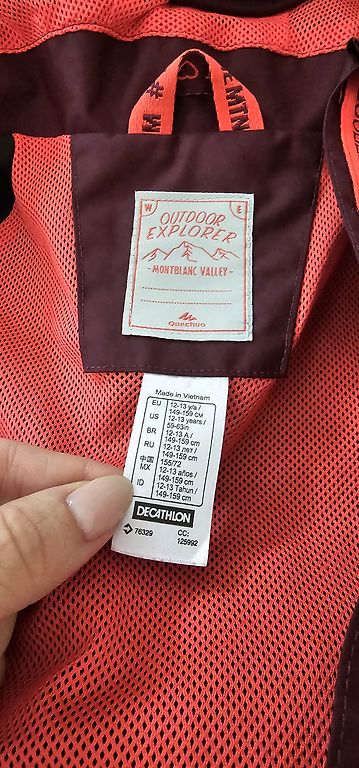 # M
E MTN
W
E
OUTDOOR
EXPLORER
- MONTBLANC VALLEY -
Quechua
Made in Vietnam
EU 12-13 y/a /
149-159 CM
US 12-13 years /
59-63in
BR 12-13 A /
149-159 cm
RU 12-13 лет /
149-159 cm
中国 155/72
MX 12-13 años /
149-159 cm
ID 12-13 Tahun /
149-159 cm
DECATHLON
76329 CC:
125992